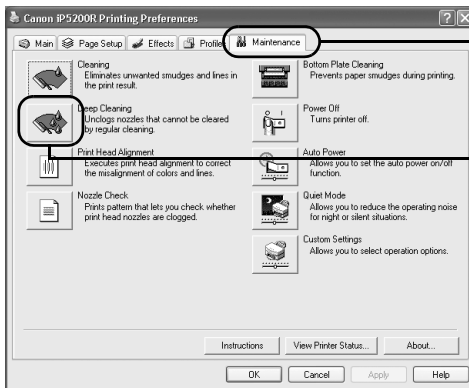 Canon iP5200R Printing Preferences
Main
Page Setup
Effects
Profiles
Maintenance
Cleaning
Eliminates unwanted smudges and lines in
the print result.
Deep Cleaning
Unclogs nozzles that cannot be cleared
by regular cleaning.
Print Head Alignment
Executes print head alignment to correct
the misalignment of colors and lines.
Nozzle Check
Prints pattern that lets you check whether
print head nozzles are clogged.
Bottom Plate Cleaning
Prevents paper smudges during printing.
Power Off
Turns printer off.
Auto Power
Allows you to set the auto power on/off
function.
Quiet Mode
Allows you to reduce the operating noise
for night or silent situations.
Custom Settings
Allows you to select operation options.
Instructions
View Printer Status...
About...
OK
Cancel
Apply
Help